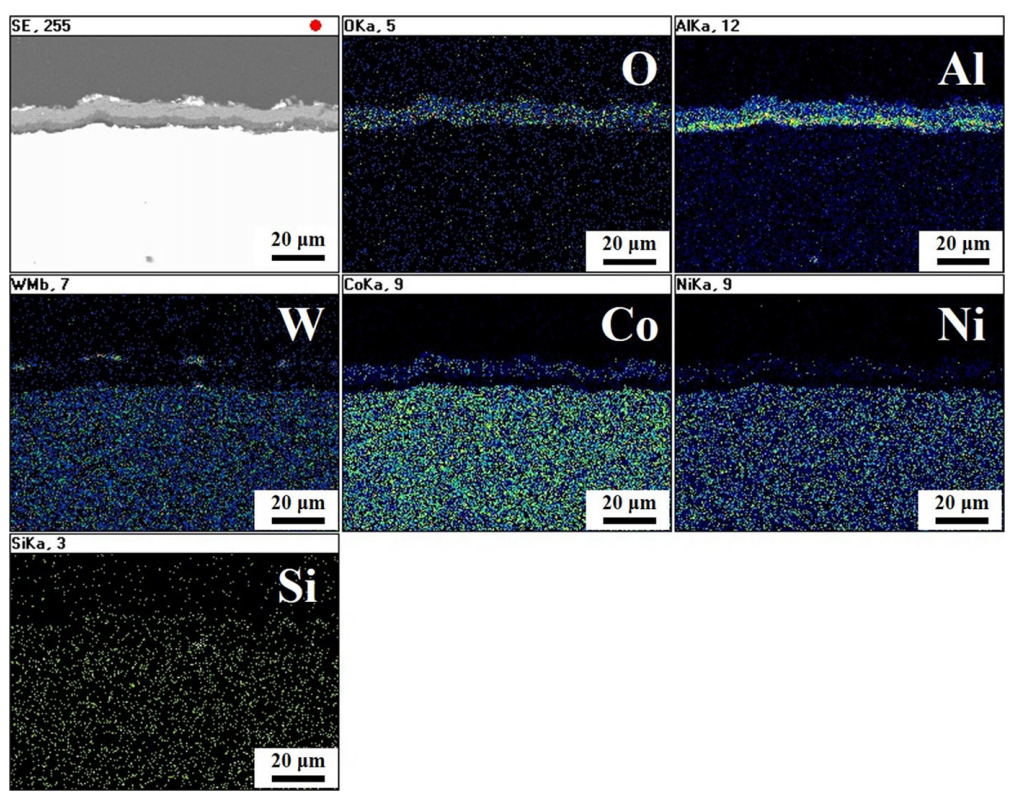 SE, 255
OKa, 5
AlKa, 12
O
Al
20 µm
20 µm
20 µm
WMb, 7
CoKa, 9
NiKa, 9
W
Co
Ni
20 µm
20 µm
20 µm
SiKa, 3
Si
20 µm